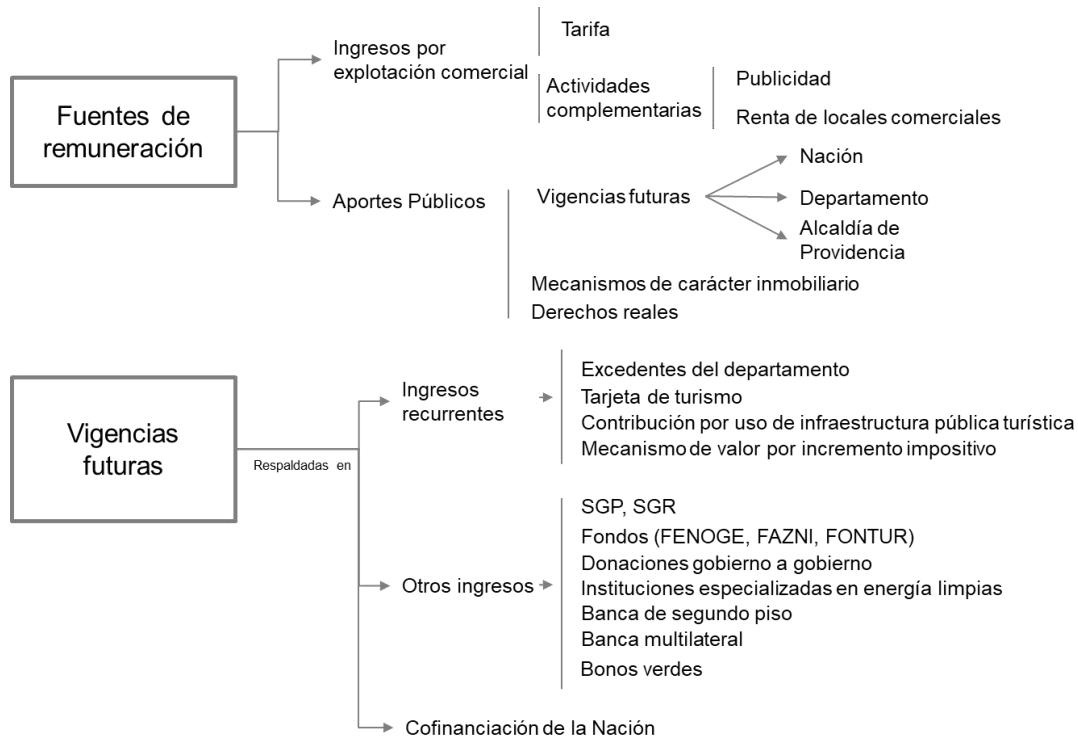 Fuentes de
remuneración
Ingresos por
explotación comercial
Tarifa
Actividades
complementarias
Publicidad
Renta de locales comerciales
Aportes Públicos
Vigencias futuras
Nación
Departamento
Alcaldía de
Providencia
Mecanismos de carácter inmobiliario
Derechos reales
Vigencias
futuras
Respaldadas en
Ingresos
recurrentes
Excedentes del departamento
Tarjeta de turismo
Contribución por uso de infraestructura pública turística
Mecanismo de valor por incremento impositivo
Otros ingresos
SGP, SGR
Fondos (FENOGE, FAZNI, FONTUR)
Donaciones gobierno a gobierno
Instituciones especializadas en energía limpias
Banca de segundo piso
Banca multilateral
Bonos verdes
Cofinanciación de la Nación